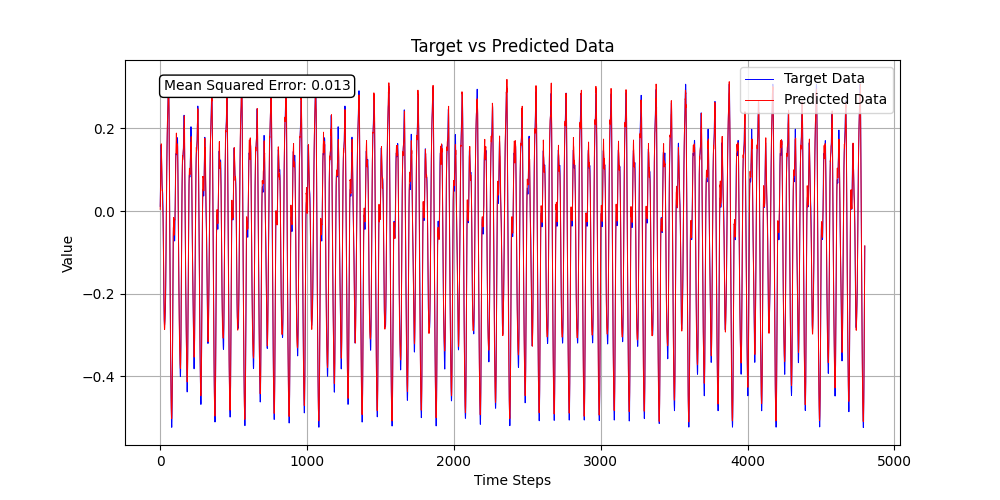 Target vs Predicted Data
Mean Squared Error: 0.013
Target Data
Predicted Data
0.2
0.0
−0.2
−0.4
Value
0
1000
2000
3000
4000
5000
Time Steps